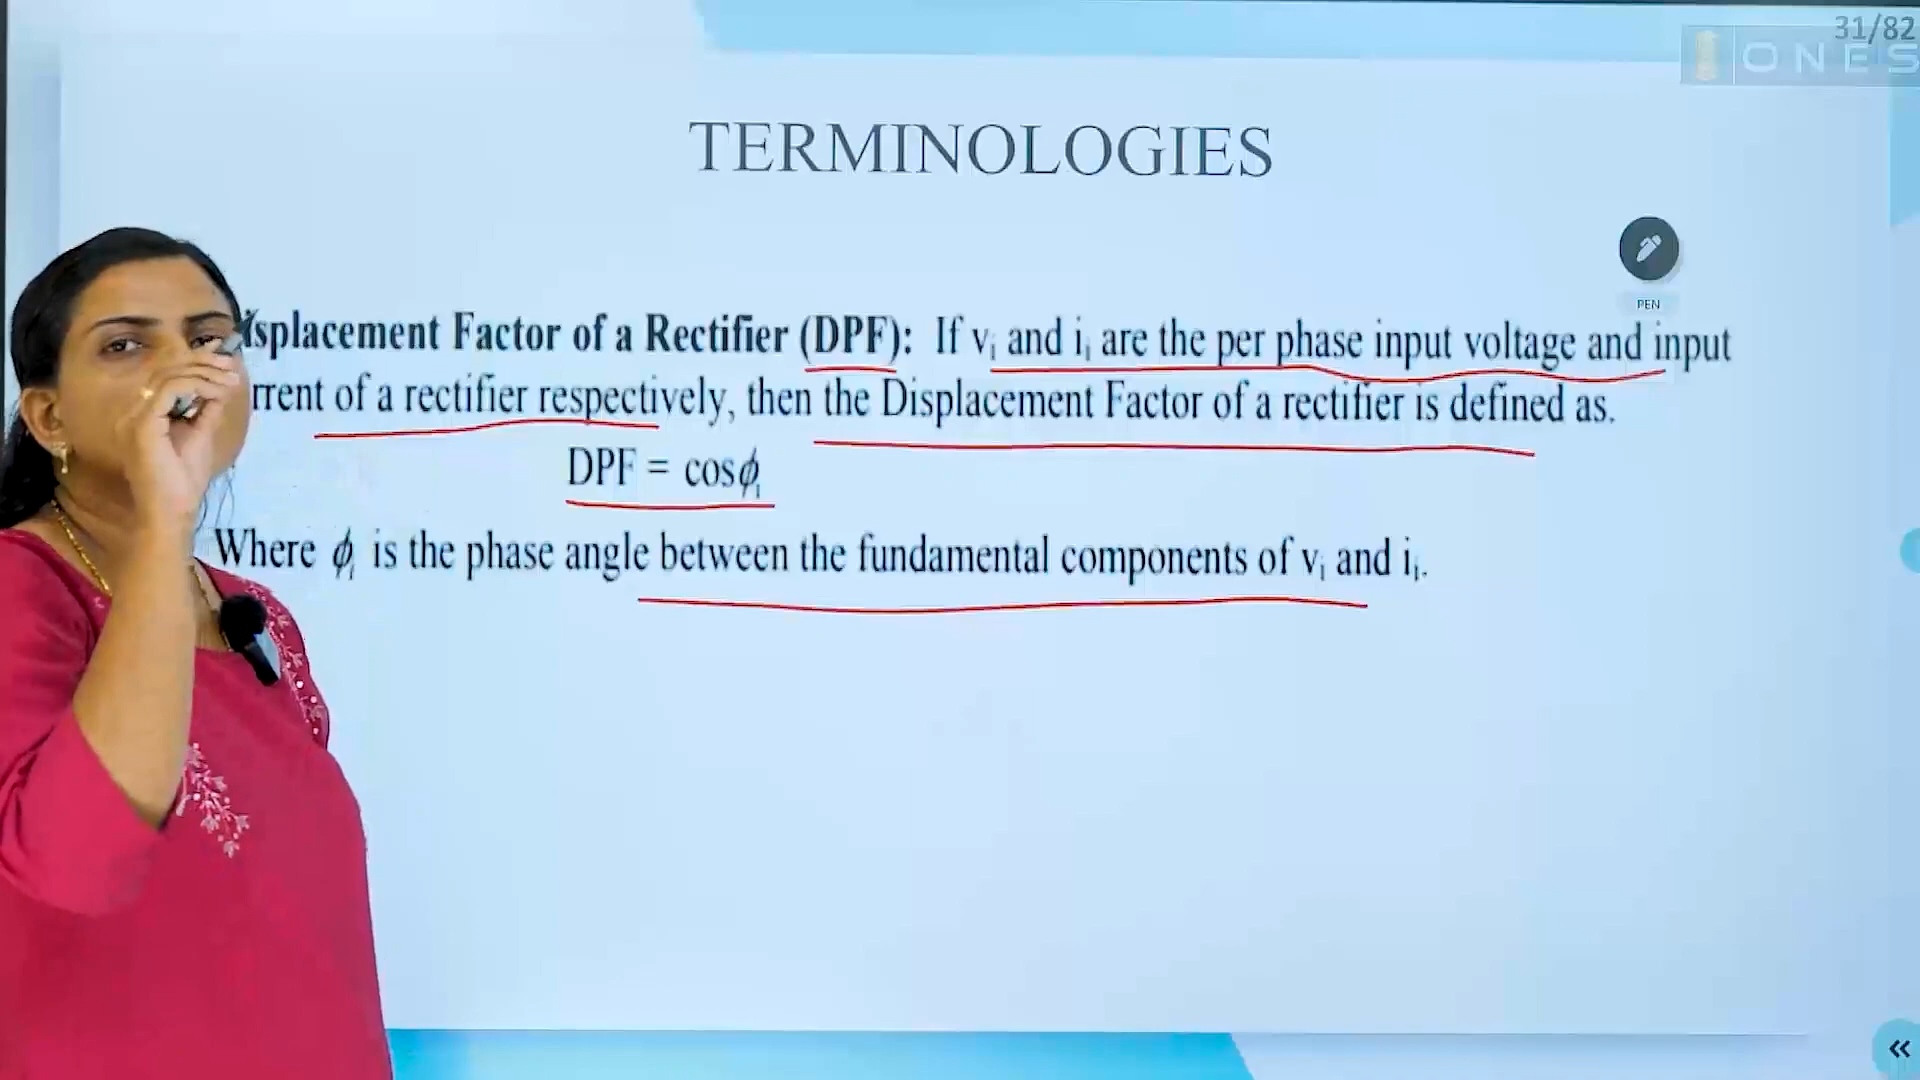 31/82
ONES
TERMINOLOGIES
PEN
splacement Factor of a Rectifier (DPF): If vᵢ and iᵢ are the per phase input voltage and input
rrent of a rectifier respectively, then the Displacement Factor of a rectifier is defined as.
DPF = cosϕᵢ
Where ϕᵢ is the phase angle between the fundamental components of vᵢ and iᵢ.